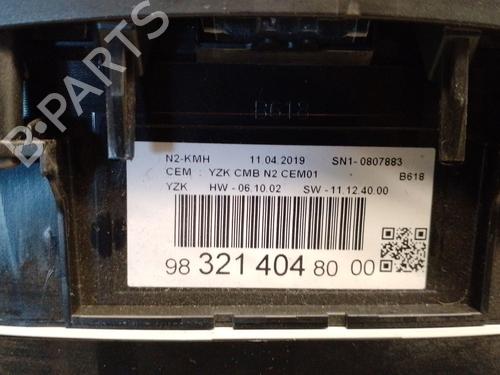 B618
N2-KMH 11.04.2019 SN1- 0807883
CEM : YZK CMB N2 CEM01 B618
YZK HW - 06.10.02 SW - 11.12.40.00
98 321 404 80 00
B-PARTS